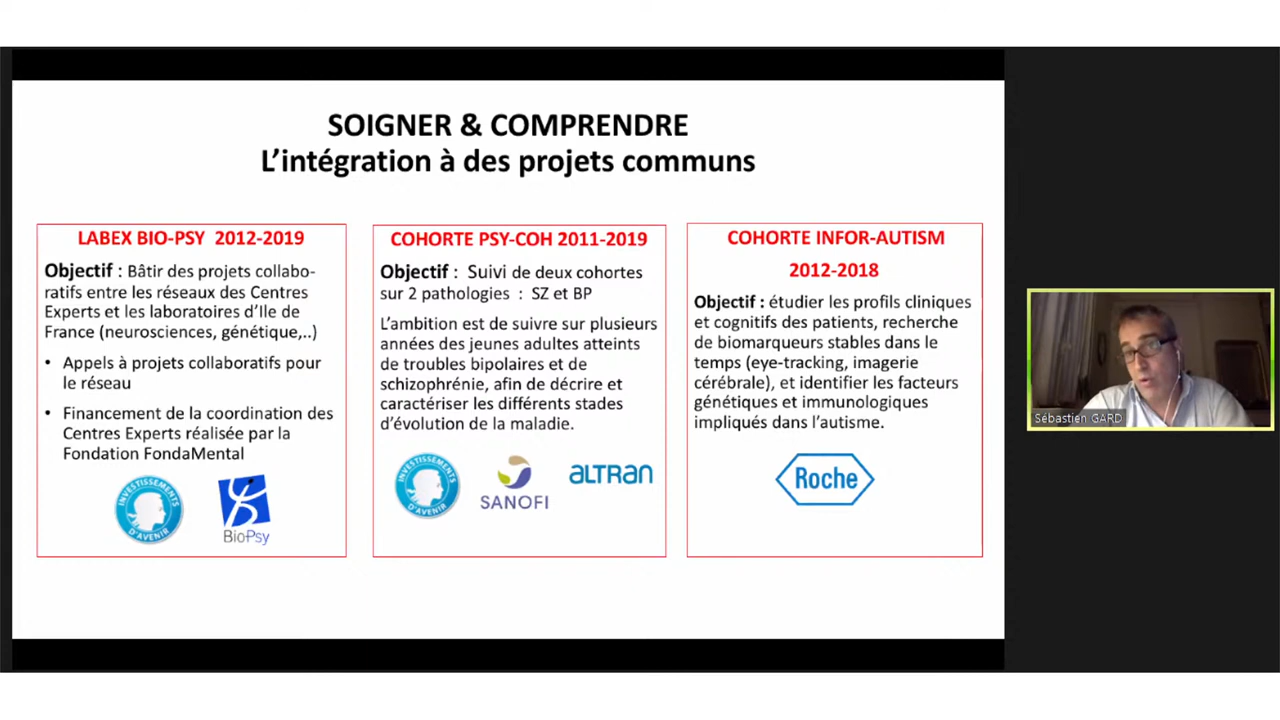 SOIGNER & COMPRENDRE
L'intégration à des projets communs
LABEX BIO-PSY 2012-2019
Objectif : Bâtir des projets collabo-
ratifs entre les réseaux des Centres
Experts et les laboratoires d'Ile de
France (neurosciences, génétique,..)
• Appels à projets collaboratifs pour
le réseau
• Financement de la coordination des
Centres Experts réalisée par la
Fondation FondaMental
INVESTISSEMENTS
D'AVENIR
BioPsy
COHORTE PSY-COH 2011-2019
Objectif : Suivi de deux cohortes
sur 2 pathologies : SZ et BP
L'ambition est de suivre sur plusieurs
années des jeunes adultes atteints
de troubles bipolaires et de
schizophrénie, afin de décrire et
caractériser les différents stades
d'évolution de la maladie.
INVESTISSEMENTS
D'AVENIR
SANOFI
ALTRAN
COHORTE INFOR-AUTISM
2012-2018
Objectif : étudier les profils cliniques
et cognitifs des patients, recherche
de biomarqueurs stables dans le
temps (eye-tracking, imagerie
cérébrale), et identifier les facteurs
génétiques et immunologiques
impliqués dans l'autisme.
Roche
Sébastien GARD